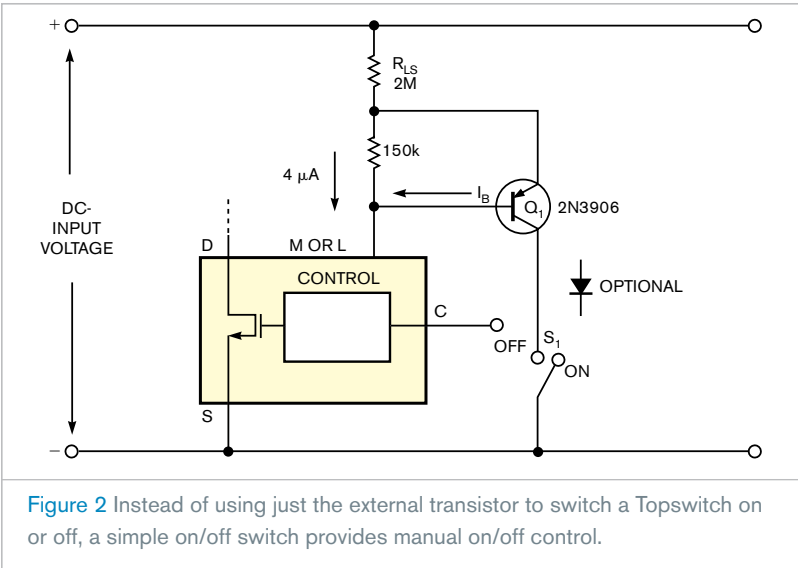 +
R_LS
2M
150k
4 μA
I_B
Q₁
2N3906
DC-
INPUT
VOLTAGE
D
M OR L
CONTROL
OPTIONAL
C
OFF
S₁
ON
S
–
Figure 2 Instead of using just the external transistor to switch a Topswitch on
or off, a simple on/off switch provides manual on/off control.